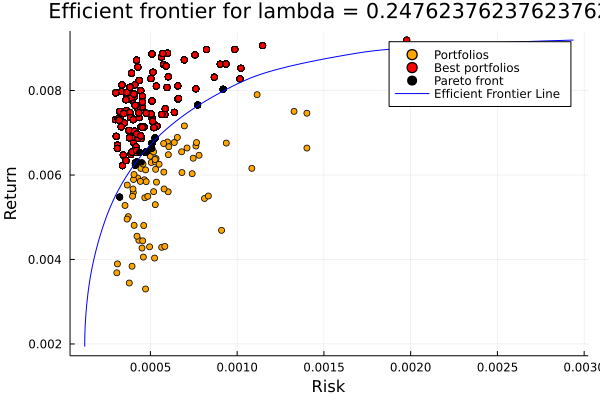 Efficient frontier for lambda = 0.24762376237623762
Portfolios
Best portfolios
Pareto front
Efficient Frontier Line
Return
0.008
0.006
0.004
0.002
0.0005
0.0010
0.0015
0.0020
0.0025
0.0030
Risk